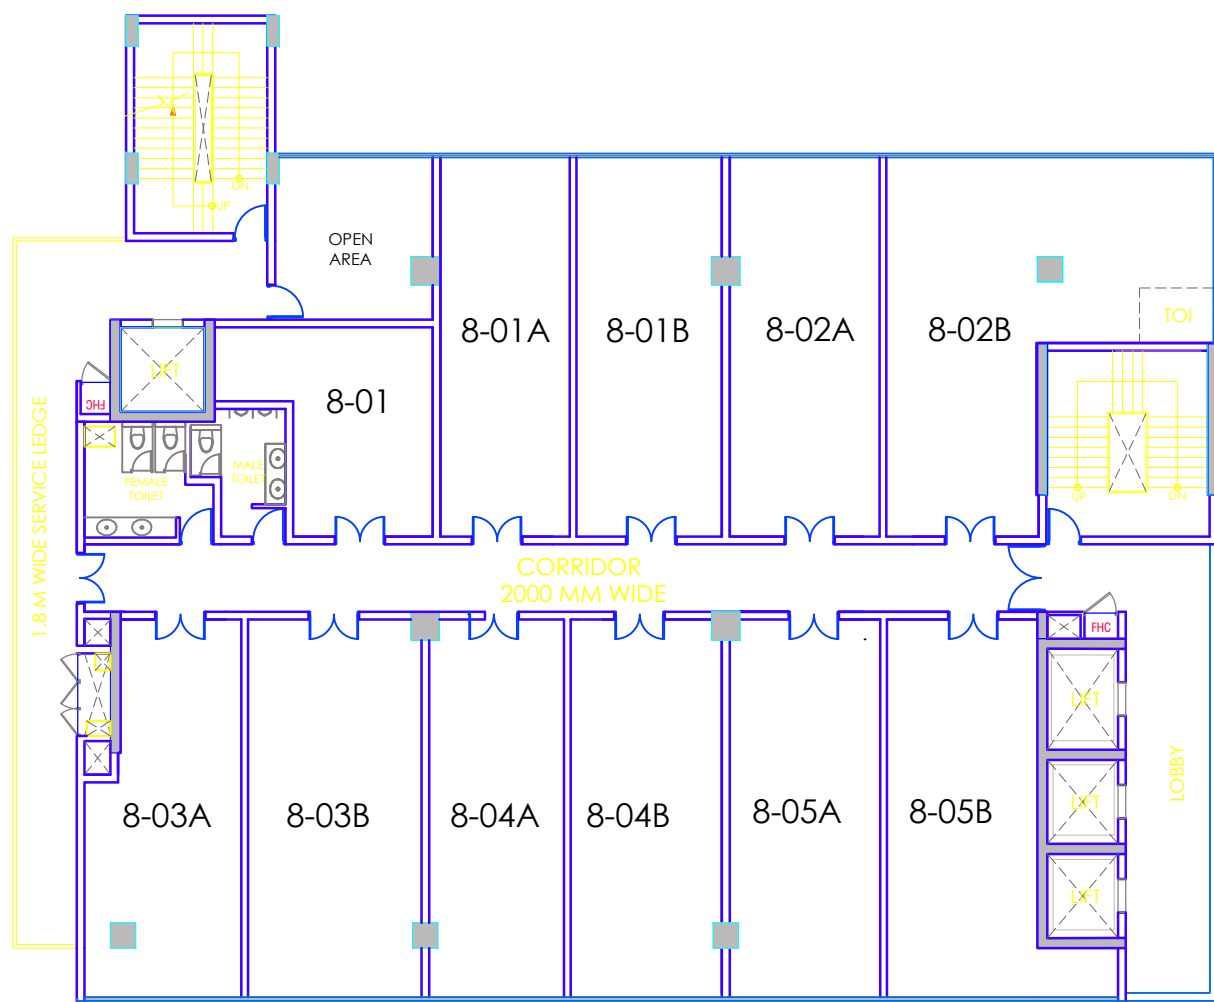 DN
UP
OPEN
AREA
TOI
8-01A
8-01B
8-02A
8-02B
LIFT
FHC
8-01
1.8 M WIDE SERVICE LEDGE
MALE
TOILET
FEMALE
TOILET
UP
DN
CORRIDOR
2000 MM WIDE
FHC
LIFT
LIFT
LIFT
LOBBY
8-03A
8-03B
8-04A
8-04B
8-05A
8-05B